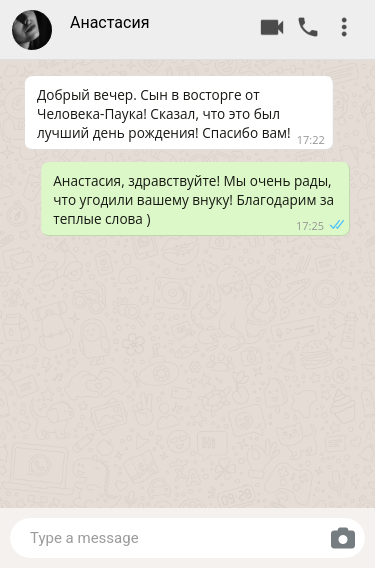 Анастасия
Добрый вечер. Сын в восторге от
Человека-Паука! Сказал, что это был
лучший день рождения! Спасибо вам!
17:22
Анастасия, здравствуйте! Мы очень рады,
что угодили вашему внуку! Благодарим за
теплые слова )
17:25
Type a message